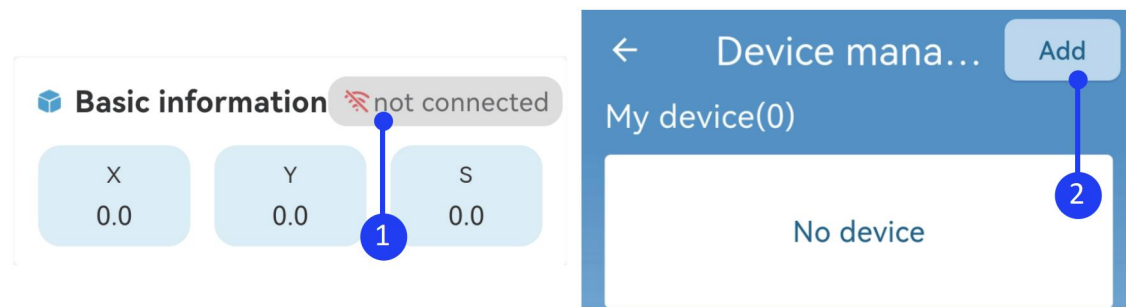 Basic information
not connected
X
Y
S
0.0
0.0
0.0
1
Device mana...
Add
My device(0)
No device
2